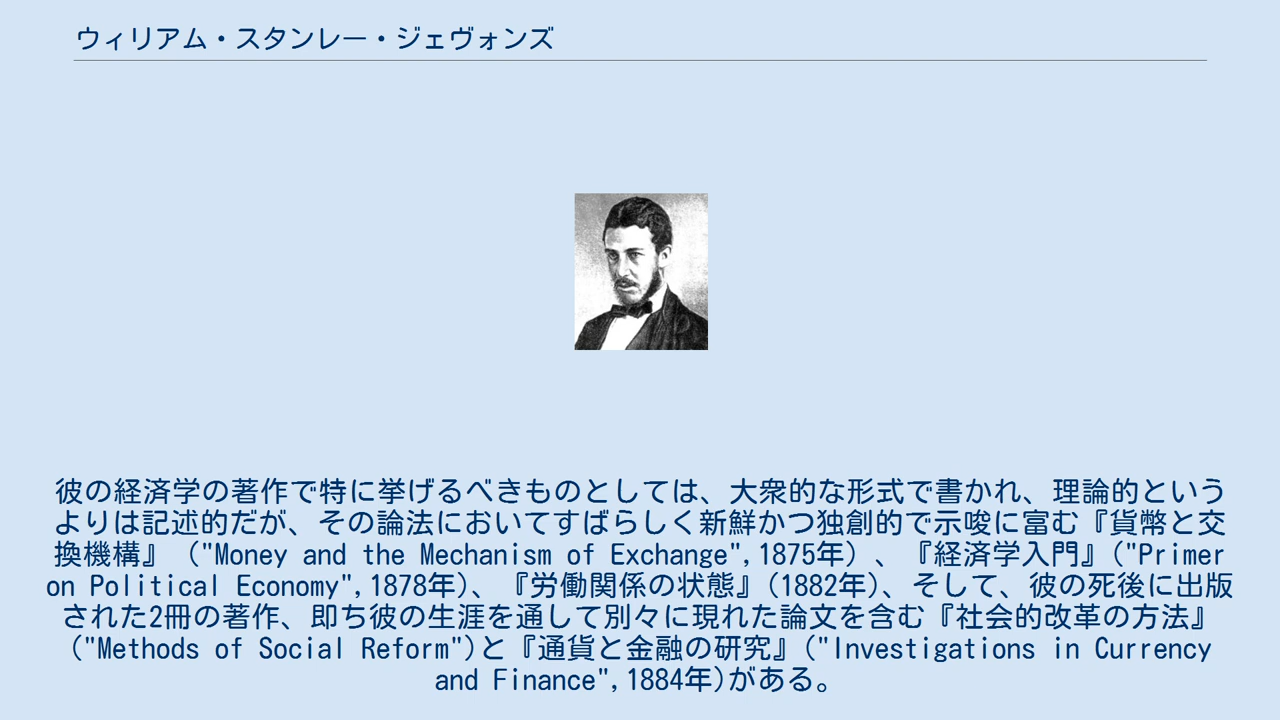 ウィリアム・スタンレー・ジェヴォンズ
彼の経済学の著作で特に挙げるべきものとしては、大衆的な形式で書かれ、理論的という
よりは記述的だが、その論法においてすばらしく新鮮かつ独創的で示唆に富む『貨幣と交
換機構』("Money and the Mechanism of Exchange",1875年)、『経済学入門』("Primer
on Political Economy",1878年)、『労働関係の状態』(1882年)、そして、彼の死後に出版
された2冊の著作、即ち彼の生涯を通して別々に現れた論文を含む『社会的改革の方法』
("Methods of Social Reform")と『通貨と金融の研究』("Investigations in Currency
and Finance",1884年)がある。